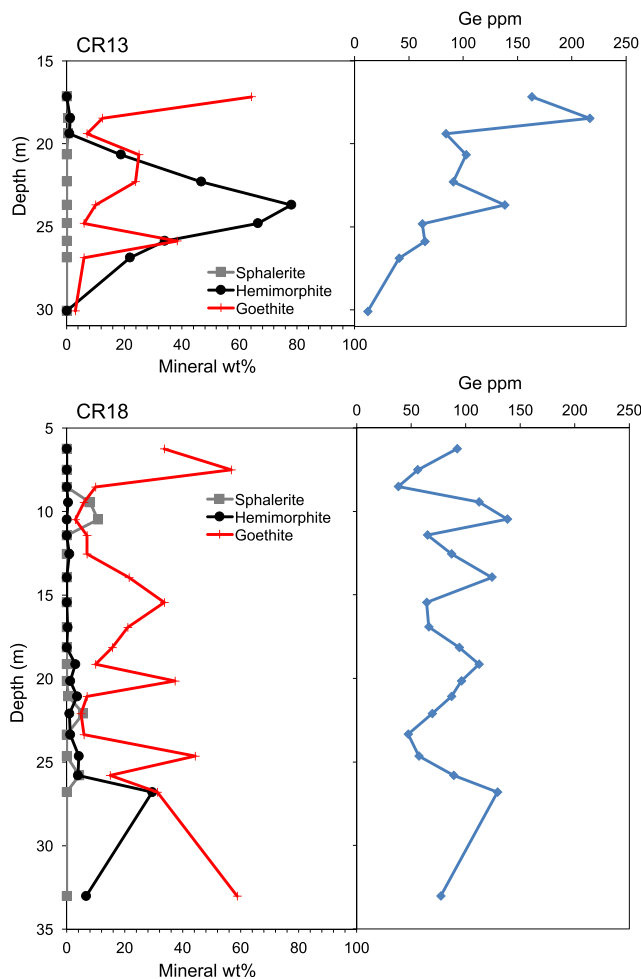 Ge ppm
CR13
0 50 100 150 200 250
15
20
25
30
Depth (m)
Sphalerite
Hemimorphite
Goethite
0 20 40 60 80 100
Mineral wt%
Ge ppm
CR18
0 50 100 150 200 250
5
10
15
20
25
30
35
Depth (m)
Sphalerite
Hemimorphite
Goethite
0 20 40 60 80 100
Mineral wt%